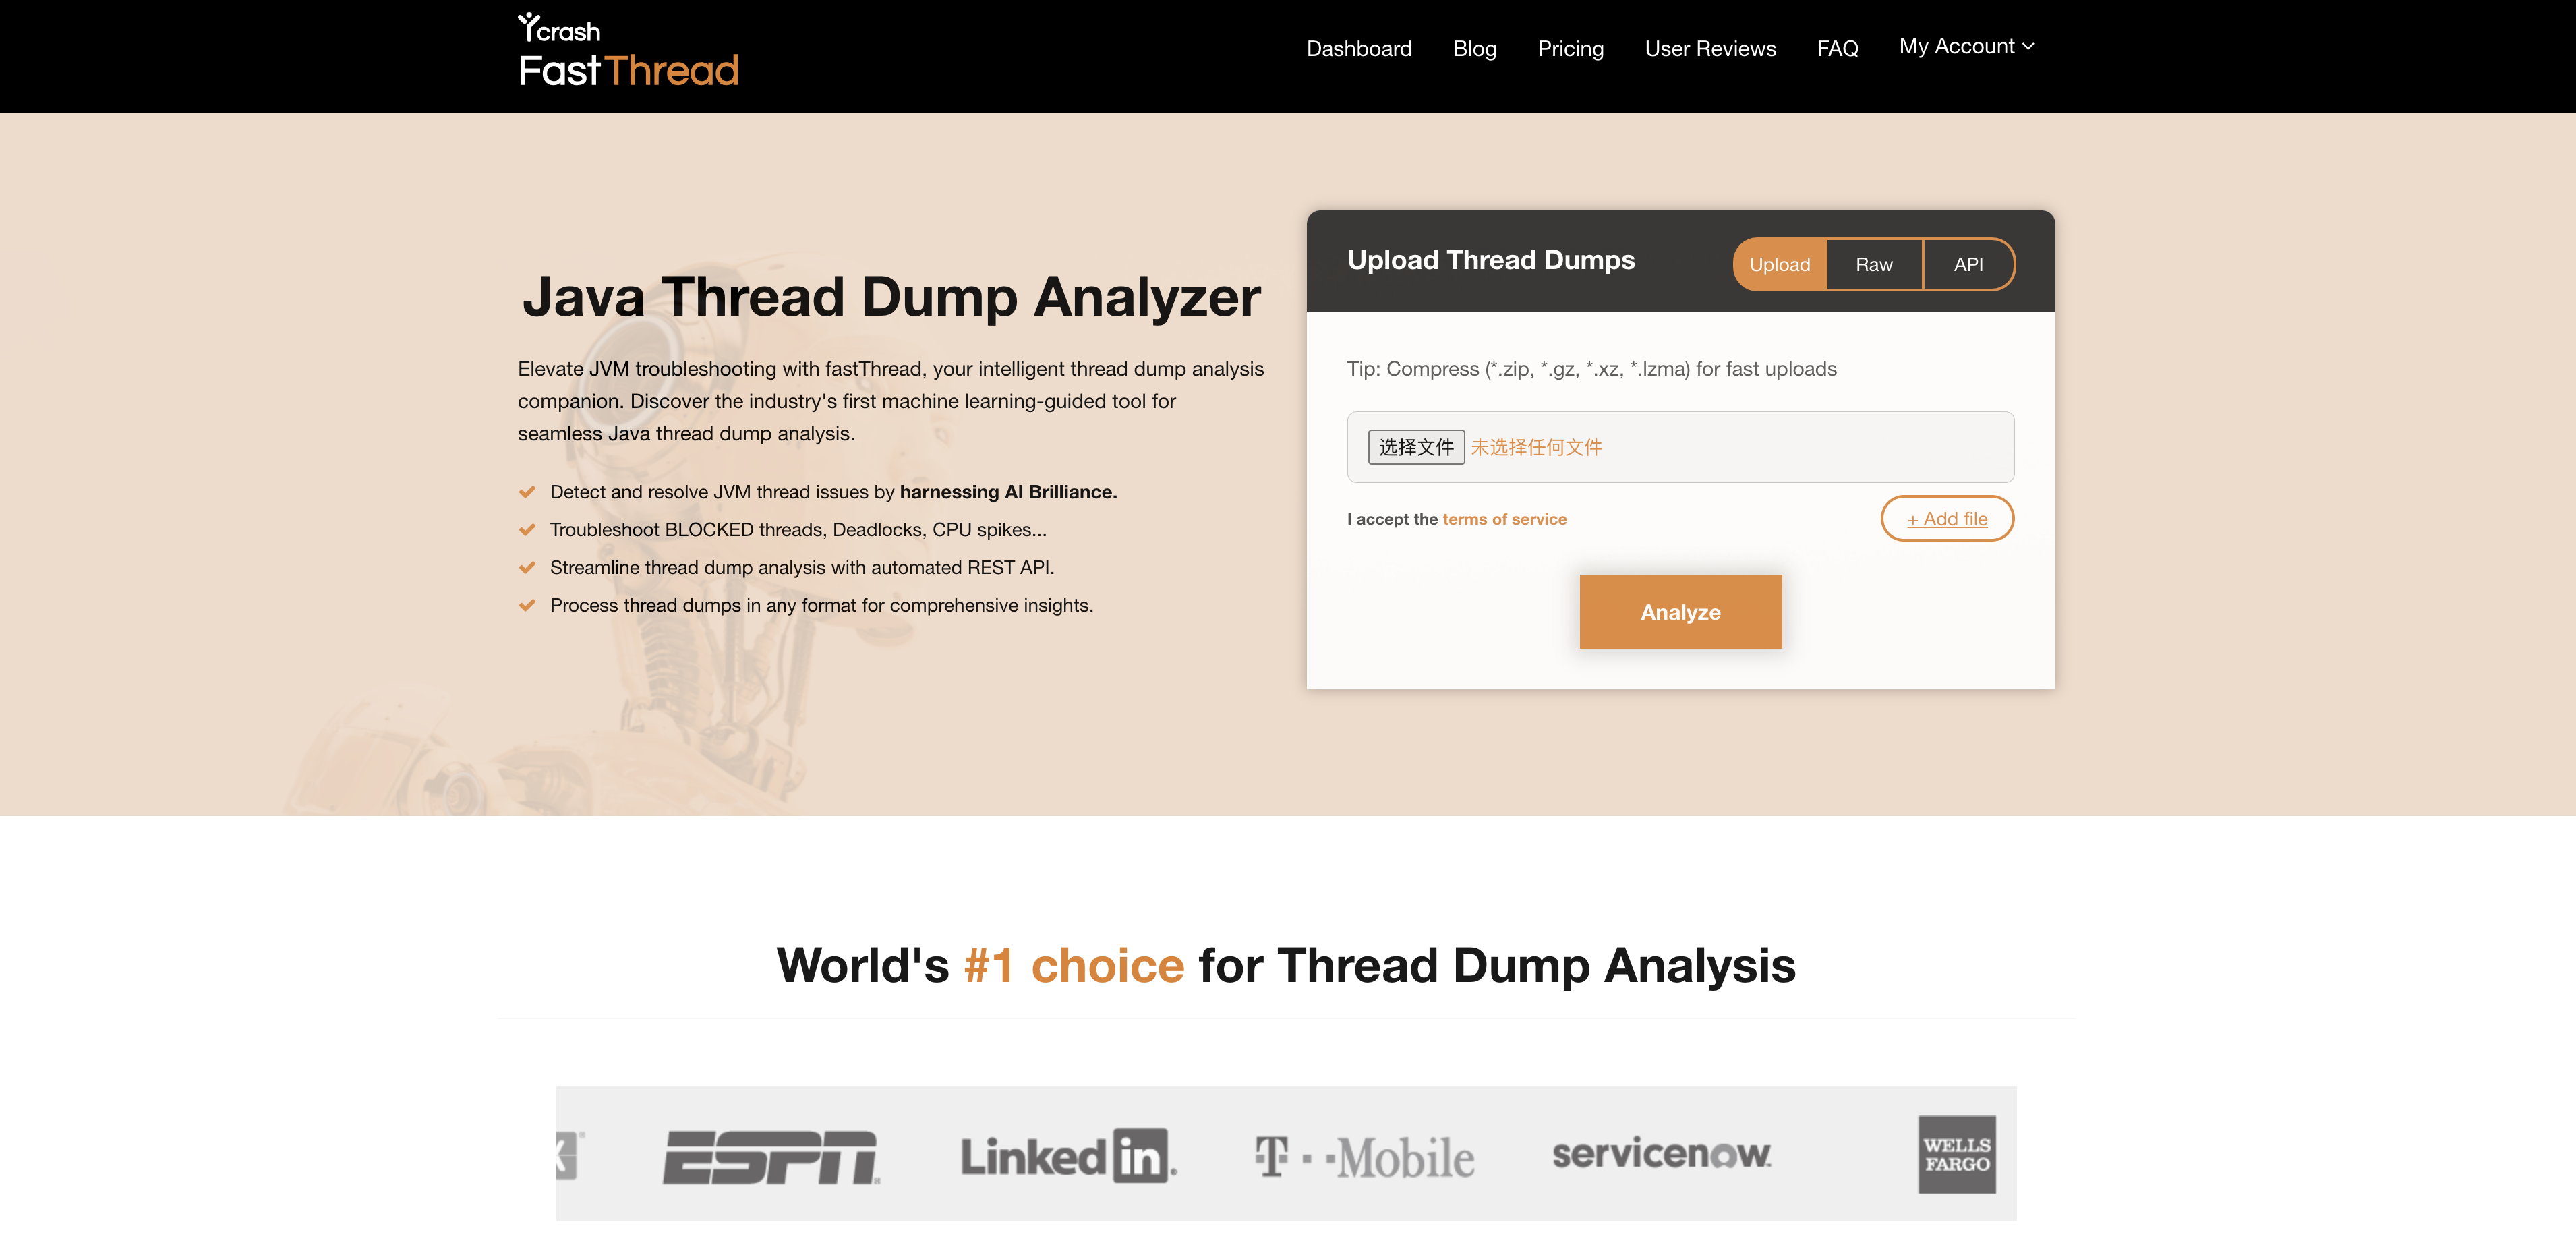 Ycrash
FastThread
Dashboard Blog Pricing User Reviews FAQ My Account
Java Thread Dump Analyzer
Elevate JVM troubleshooting with fastThread, your intelligent thread dump analysis
companion. Discover the industry's first machine learning-guided tool for
seamless Java thread dump analysis.
Detect and resolve JVM thread issues by harnessing AI Brilliance.
Troubleshoot BLOCKED threads, Deadlocks, CPU spikes...
Streamline thread dump analysis with automated REST API.
Process thread dumps in any format for comprehensive insights.
Upload Thread Dumps
Upload Raw API
Tip: Compress (*.zip, *.gz, *.xz, *.lzma) for fast uploads
选择文件 未选择任何文件
I accept the terms of service
+ Add file
Analyze
World's #1 choice for Thread Dump Analysis
ESPN®
Linked in®
T··Mobile
servicenow™
WELLS
FARGO